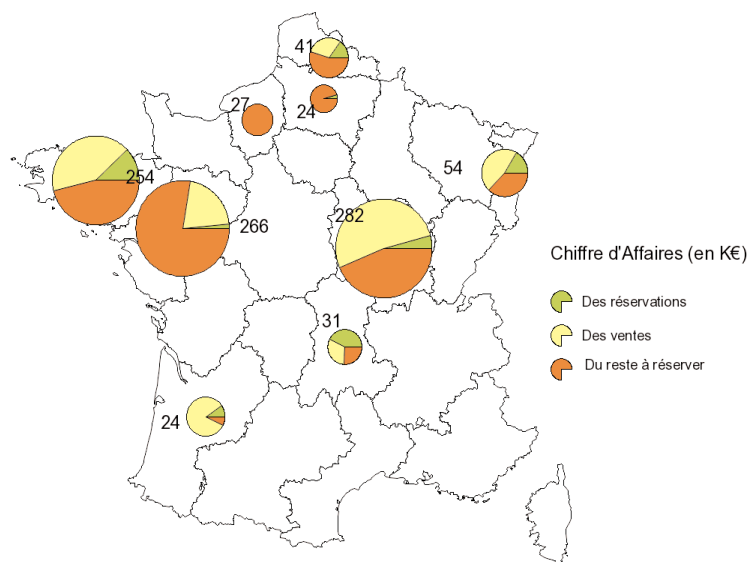 41
27
24
54
254
266
282
31
24
Chiffre d'Affaires (en K€)
Des réservations
Des ventes
Du reste à réserver